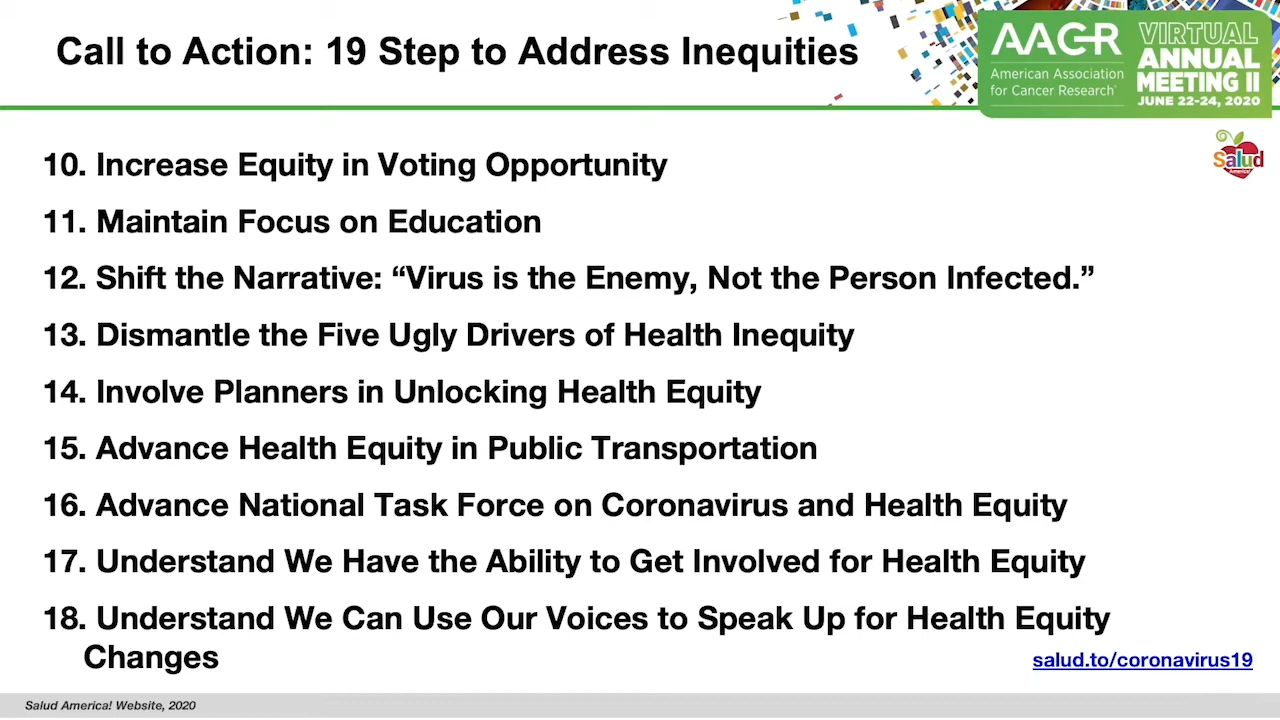 Call to Action: 19 Step to Address Inequities
AACR
American Association
for Cancer Research
VIRTUAL
ANNUAL
MEETING II
JUNE 22-24, 2020
Salud
America!
10. Increase Equity in Voting Opportunity
11. Maintain Focus on Education
12. Shift the Narrative: “Virus is the Enemy, Not the Person Infected.”
13. Dismantle the Five Ugly Drivers of Health Inequity
14. Involve Planners in Unlocking Health Equity
15. Advance Health Equity in Public Transportation
16. Advance National Task Force on Coronavirus and Health Equity
17. Understand We Have the Ability to Get Involved for Health Equity
18. Understand We Can Use Our Voices to Speak Up for Health Equity
Changes
salud.to/coronavirus19
Salud America! Website, 2020